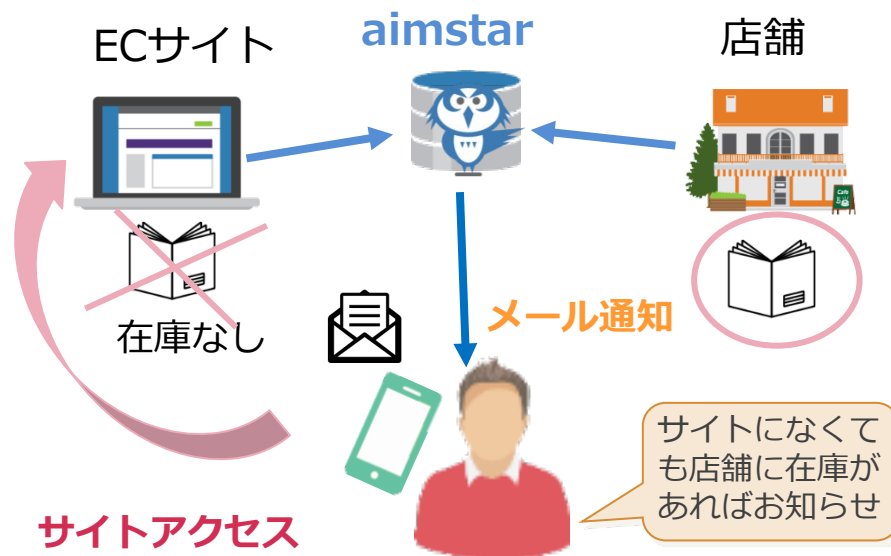 ECサイト
aimstar
店舗
Cafe
在庫なし
メール通知
サイトになくて
も店舗に在庫が
あればお知らせ
サイトアクセス